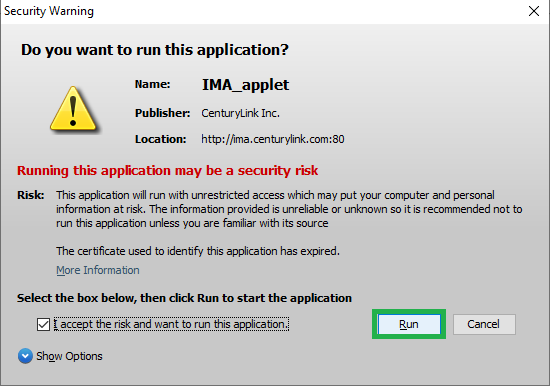 Security Warning
Do you want to run this application?
Name: IMA_applet
Publisher: CenturyLink Inc.
Location: http://ima.centurylink.com:80
Running this application may be a security risk
Risk: This application will run with unrestricted access which may put your computer and personal
information at risk. The information provided is unreliable or unknown so it is recommended not to
run this application unless you are familiar with its source
The certificate used to identify this application has expired.
More Information
Select the box below, then click Run to start the application
I accept the risk and want to run this application.
Run
Cancel
Show Options